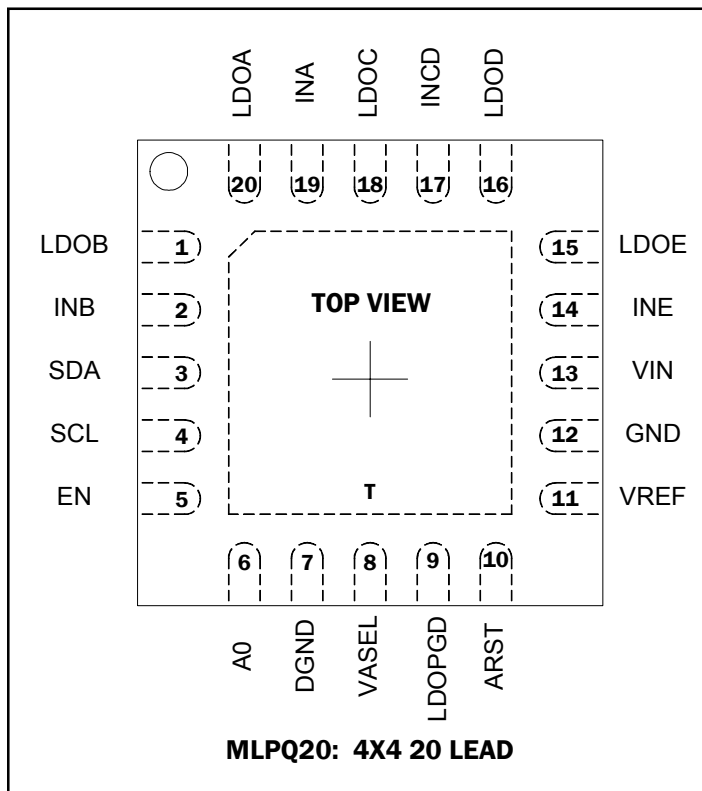 LDOA
INA
LDOC
INCD
LDOD
20
19
18
17
16
LDOB 1
15 LDOE
INB 2
TOP VIEW
14 INE
SDA 3
13 VIN
SCL 4
12 GND
EN 5
T
11 VREF
6
7
8
9
10
A0
DGND
VASEL
LDOPGD
ARST
MLPQ20: 4X4 20 LEAD